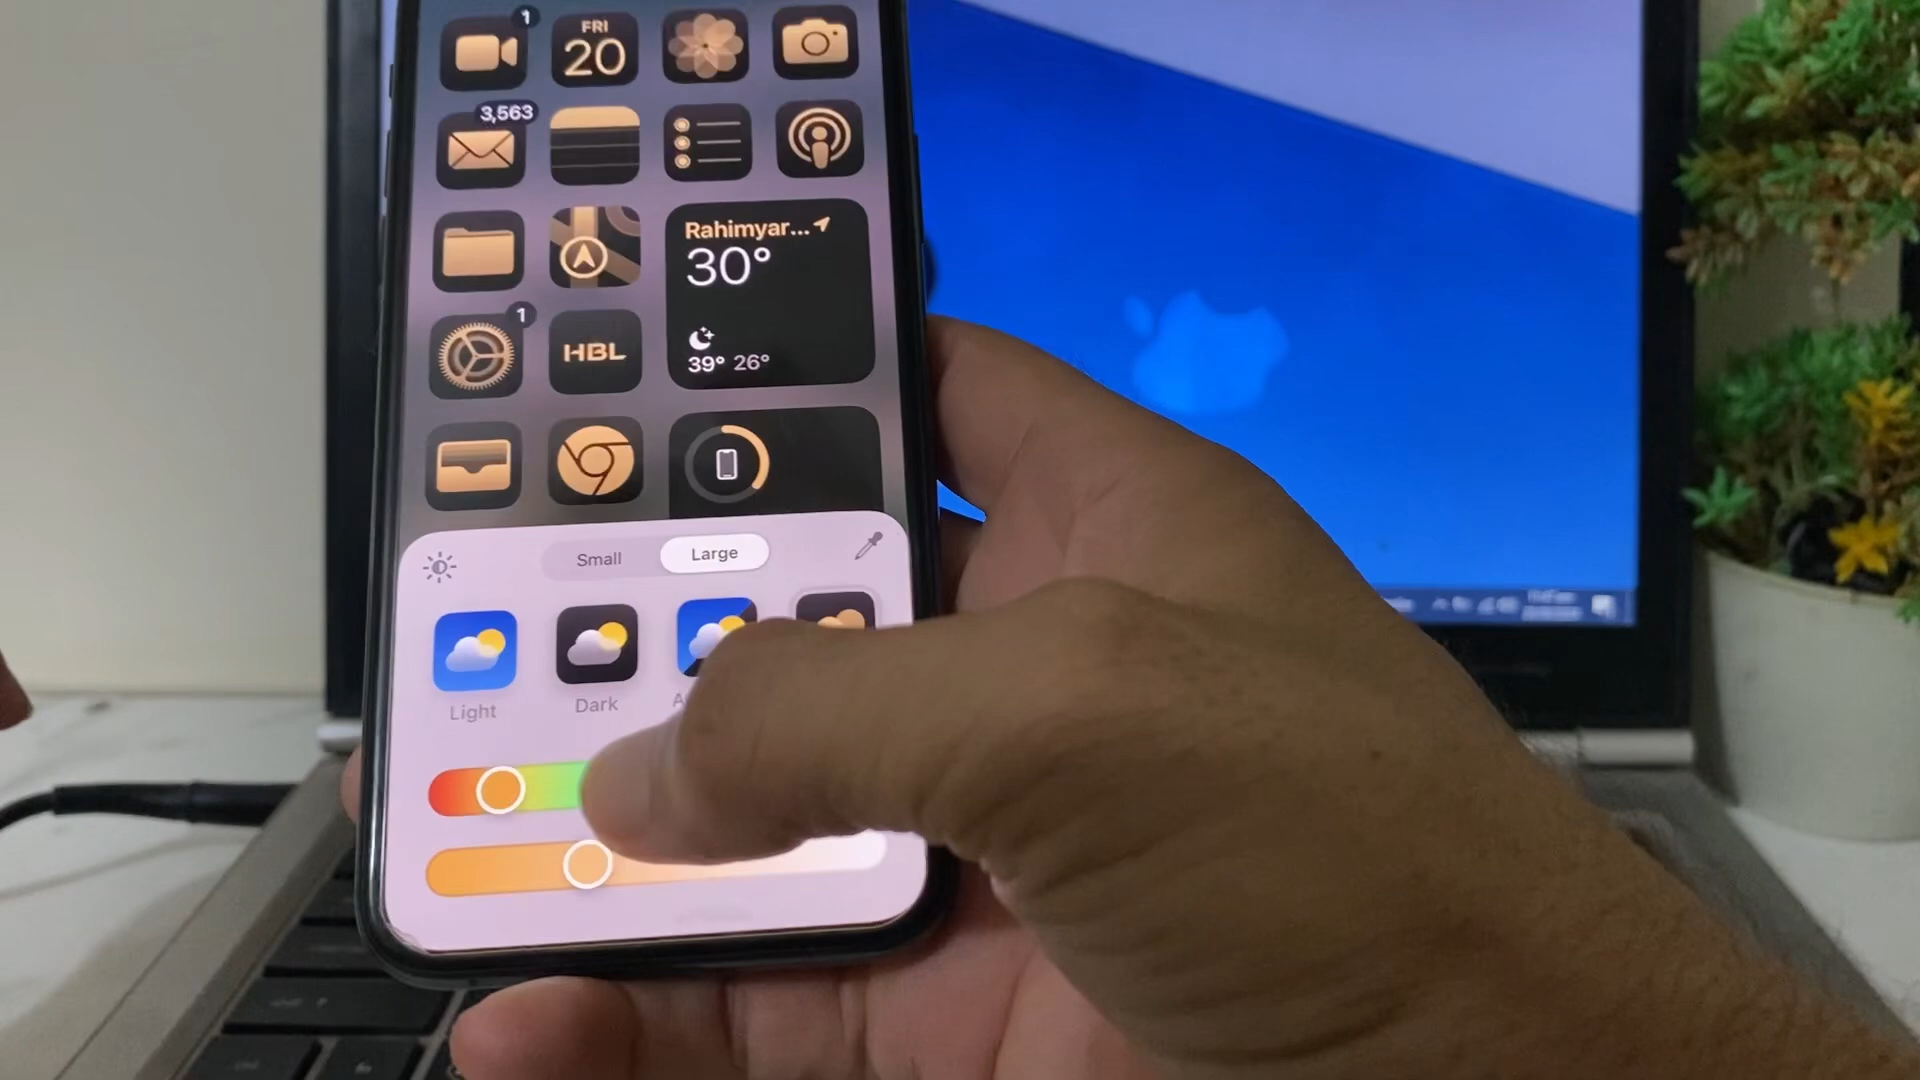 1
FRI
20
3,563
Rahimyar...
30°
39° 26°
1
HBL
Small
Large
Light
Dark